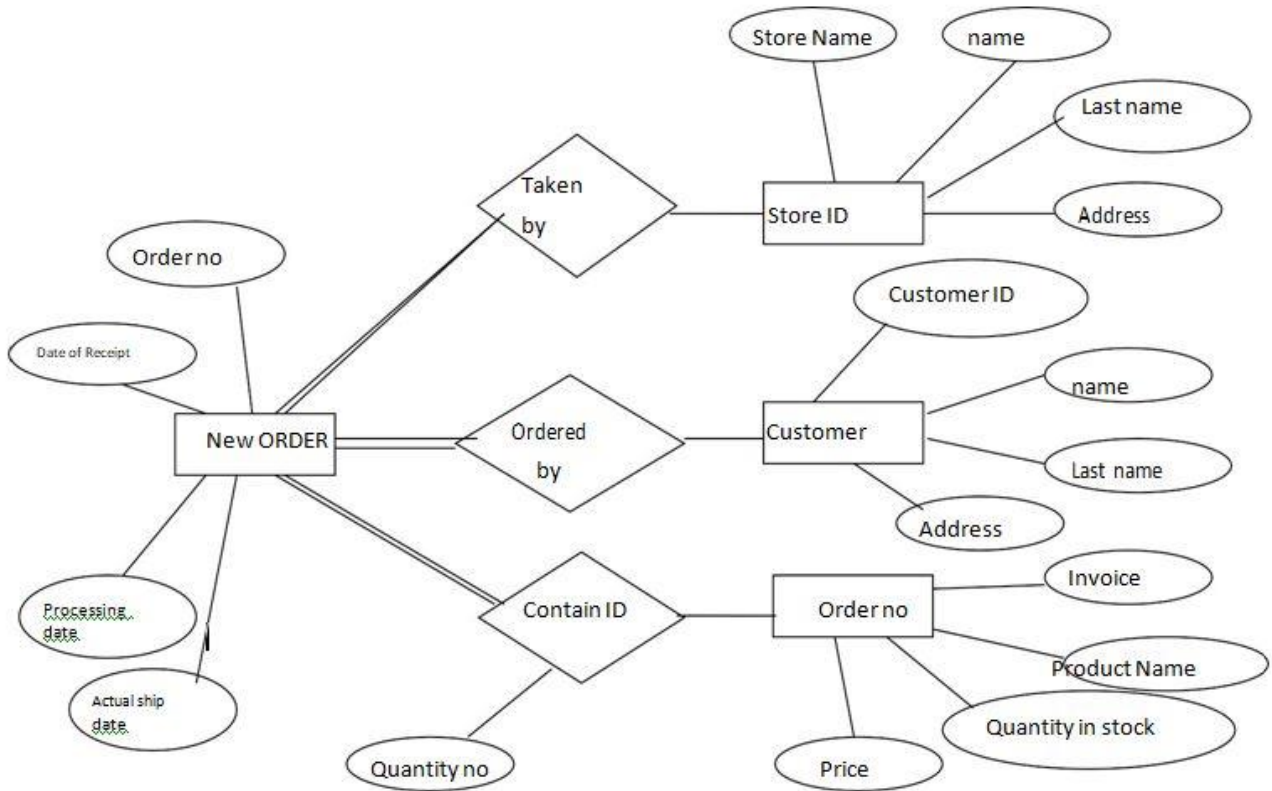 Store Name
name
Last name
Taken
by
Store ID
Address
Order no
Customer ID
Date of Receipt
name
New ORDER
Ordered
by
Customer
Last name
Address
Invoice
Processing
date
Contain ID
Order no
Product Name
Actual ship
date
Quantity in stock
Quantity no
Price